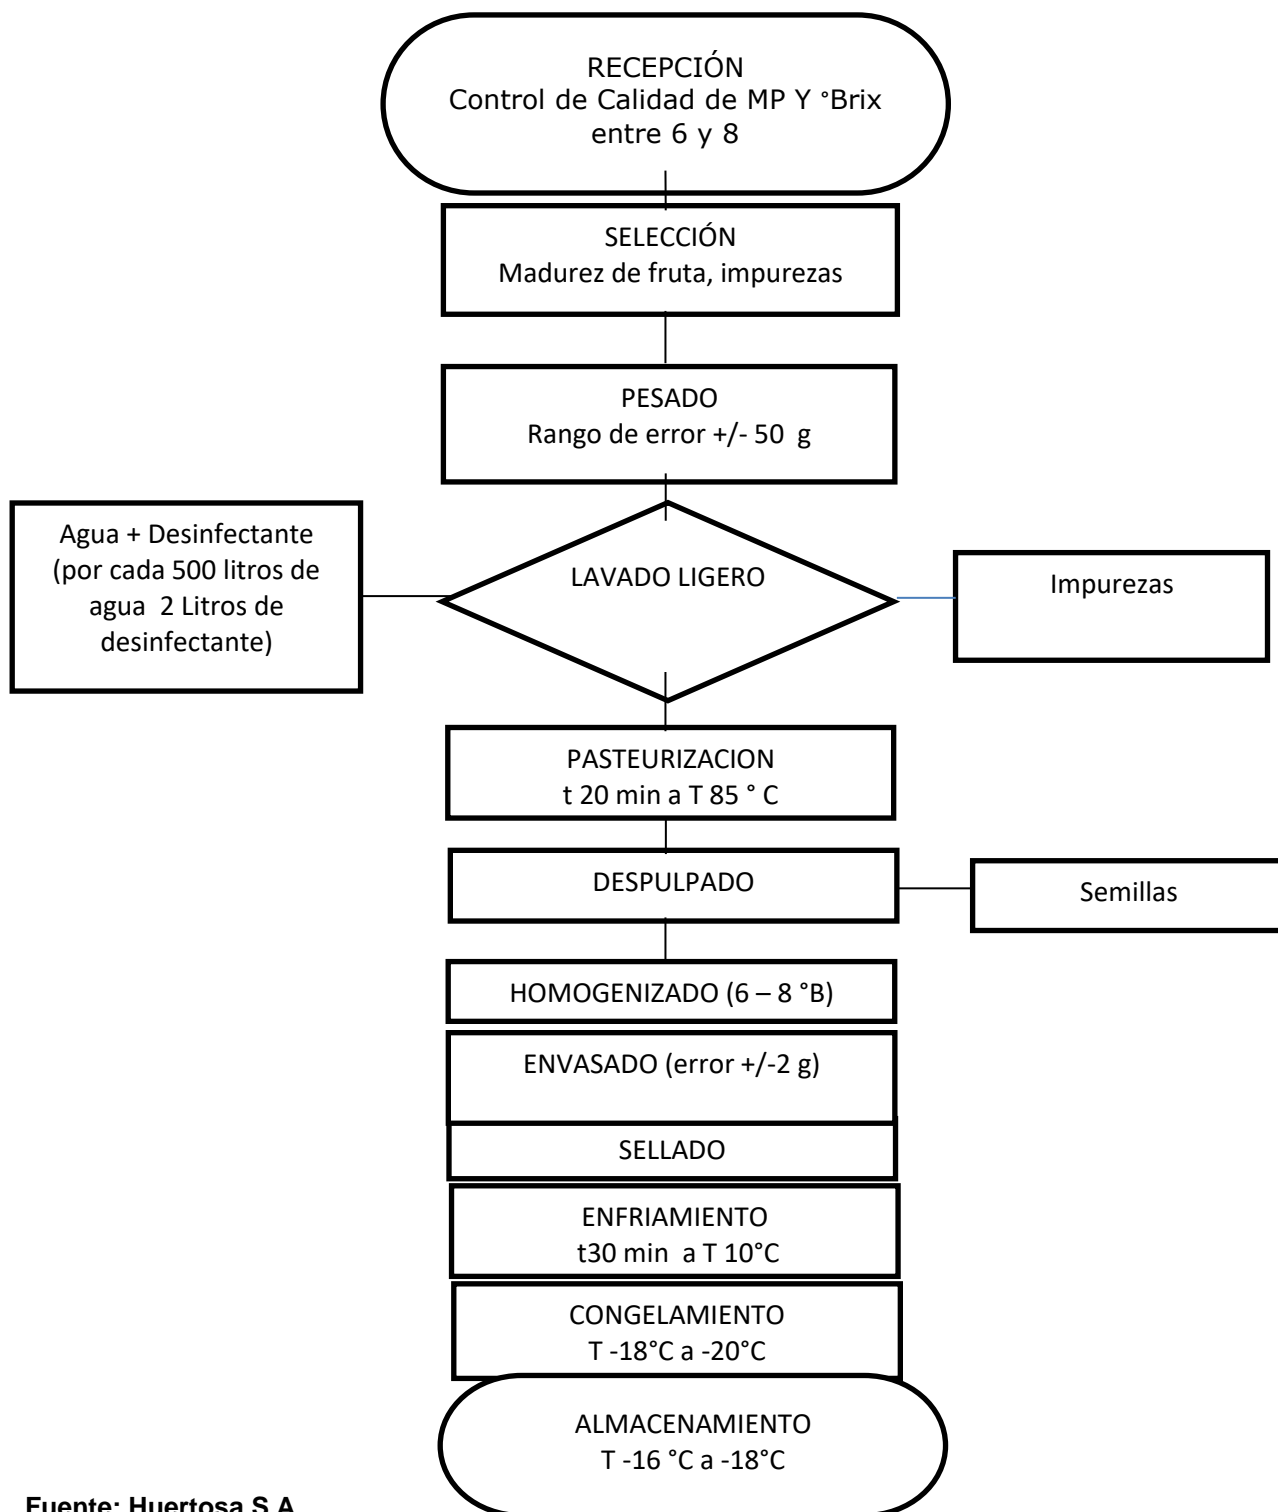 RECEPCIÓN
Control de Calidad de MP Y °Brix
entre 6 y 8
SELECCIÓN
Madurez de fruta, impurezas
PESADO
Rango de error +/- 50 g
Agua + Desinfectante
(por cada 500 litros de
agua 2 Litros de
desinfectante)
LAVADO LIGERO
Impurezas
PASTEURIZACION
t 20 min a T 85 ° C
DESPULPADO
Semillas
HOMOGENIZADO (6 – 8 °B)
ENVASADO (error +/-2 g)
SELLADO
ENFRIAMIENTO
t30 min a T 10°C
CONGELAMIENTO
T -18°C a -20°C
ALMACENAMIENTO
T -16 °C a -18°C
Fuente: Huertosa S.A